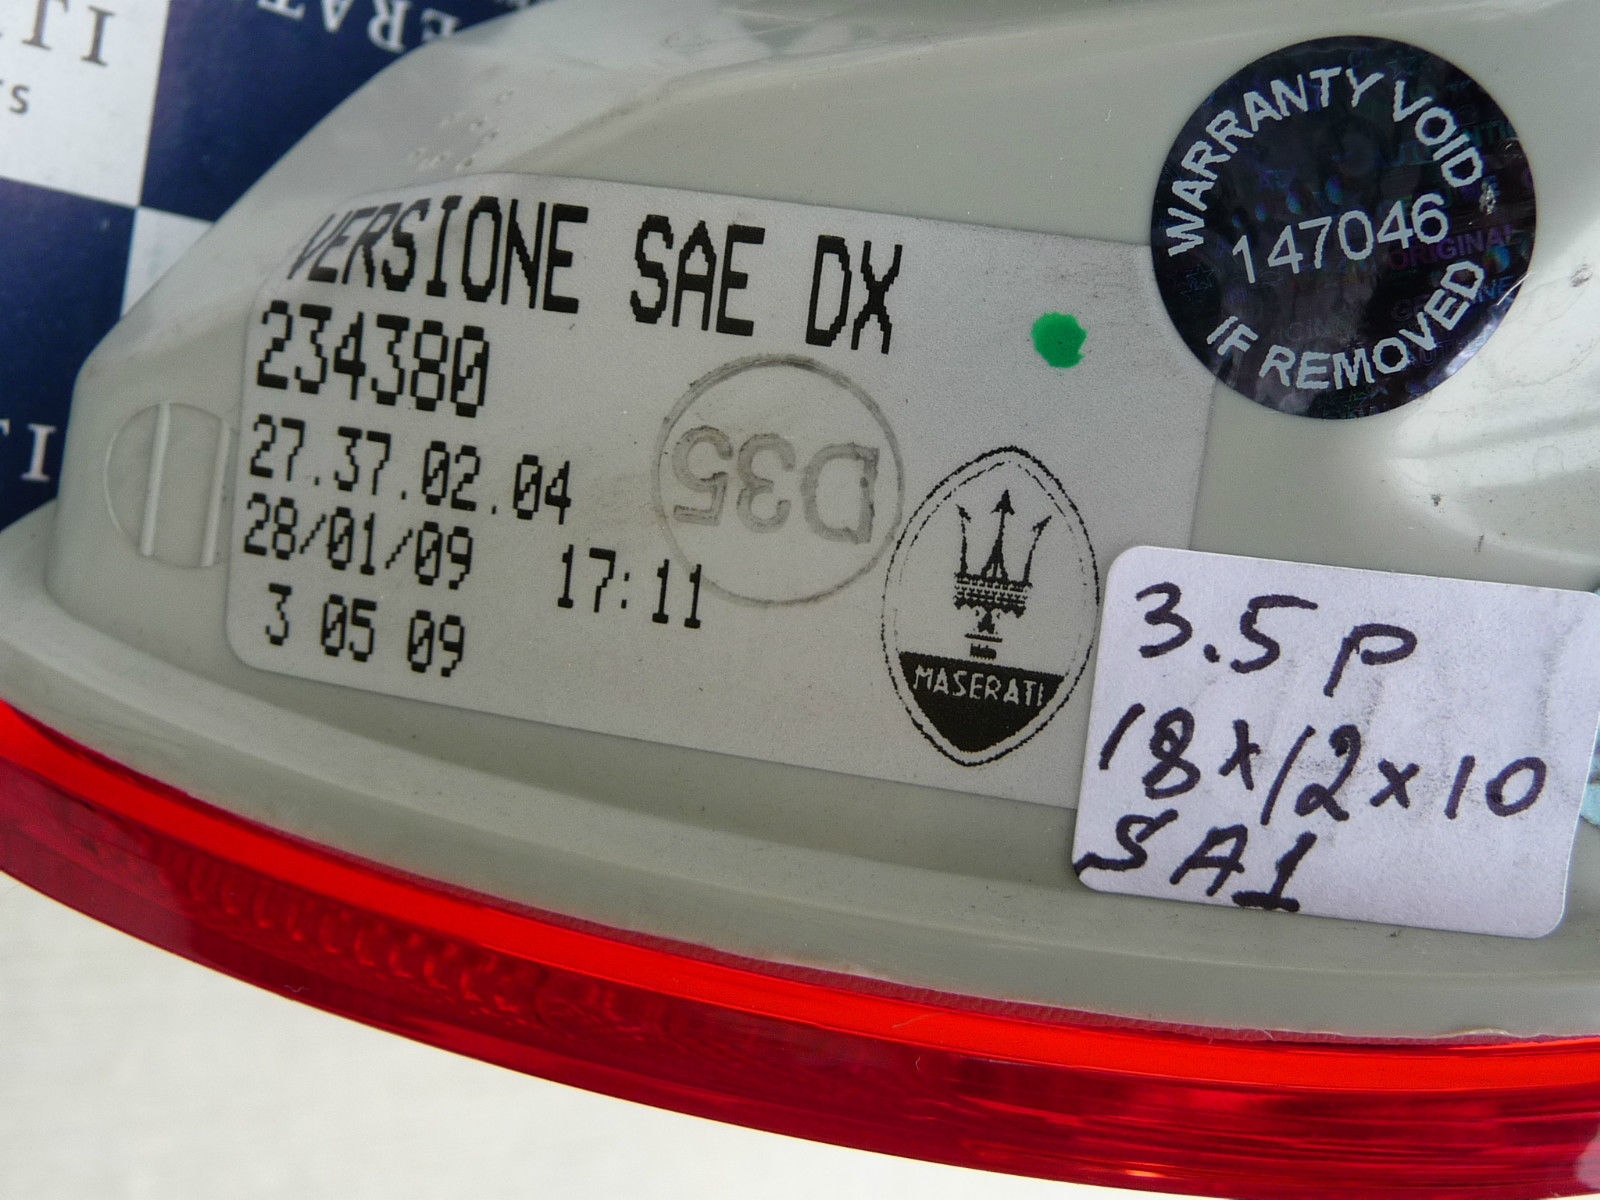 VERSIONE SAE DX
234380
27.37.02.04
28/01/09 17:11
3 05 09
D35
MASERATI
WARRANTY VOID
147046
IF REMOVED
3.5 P
18x12x10
SA1